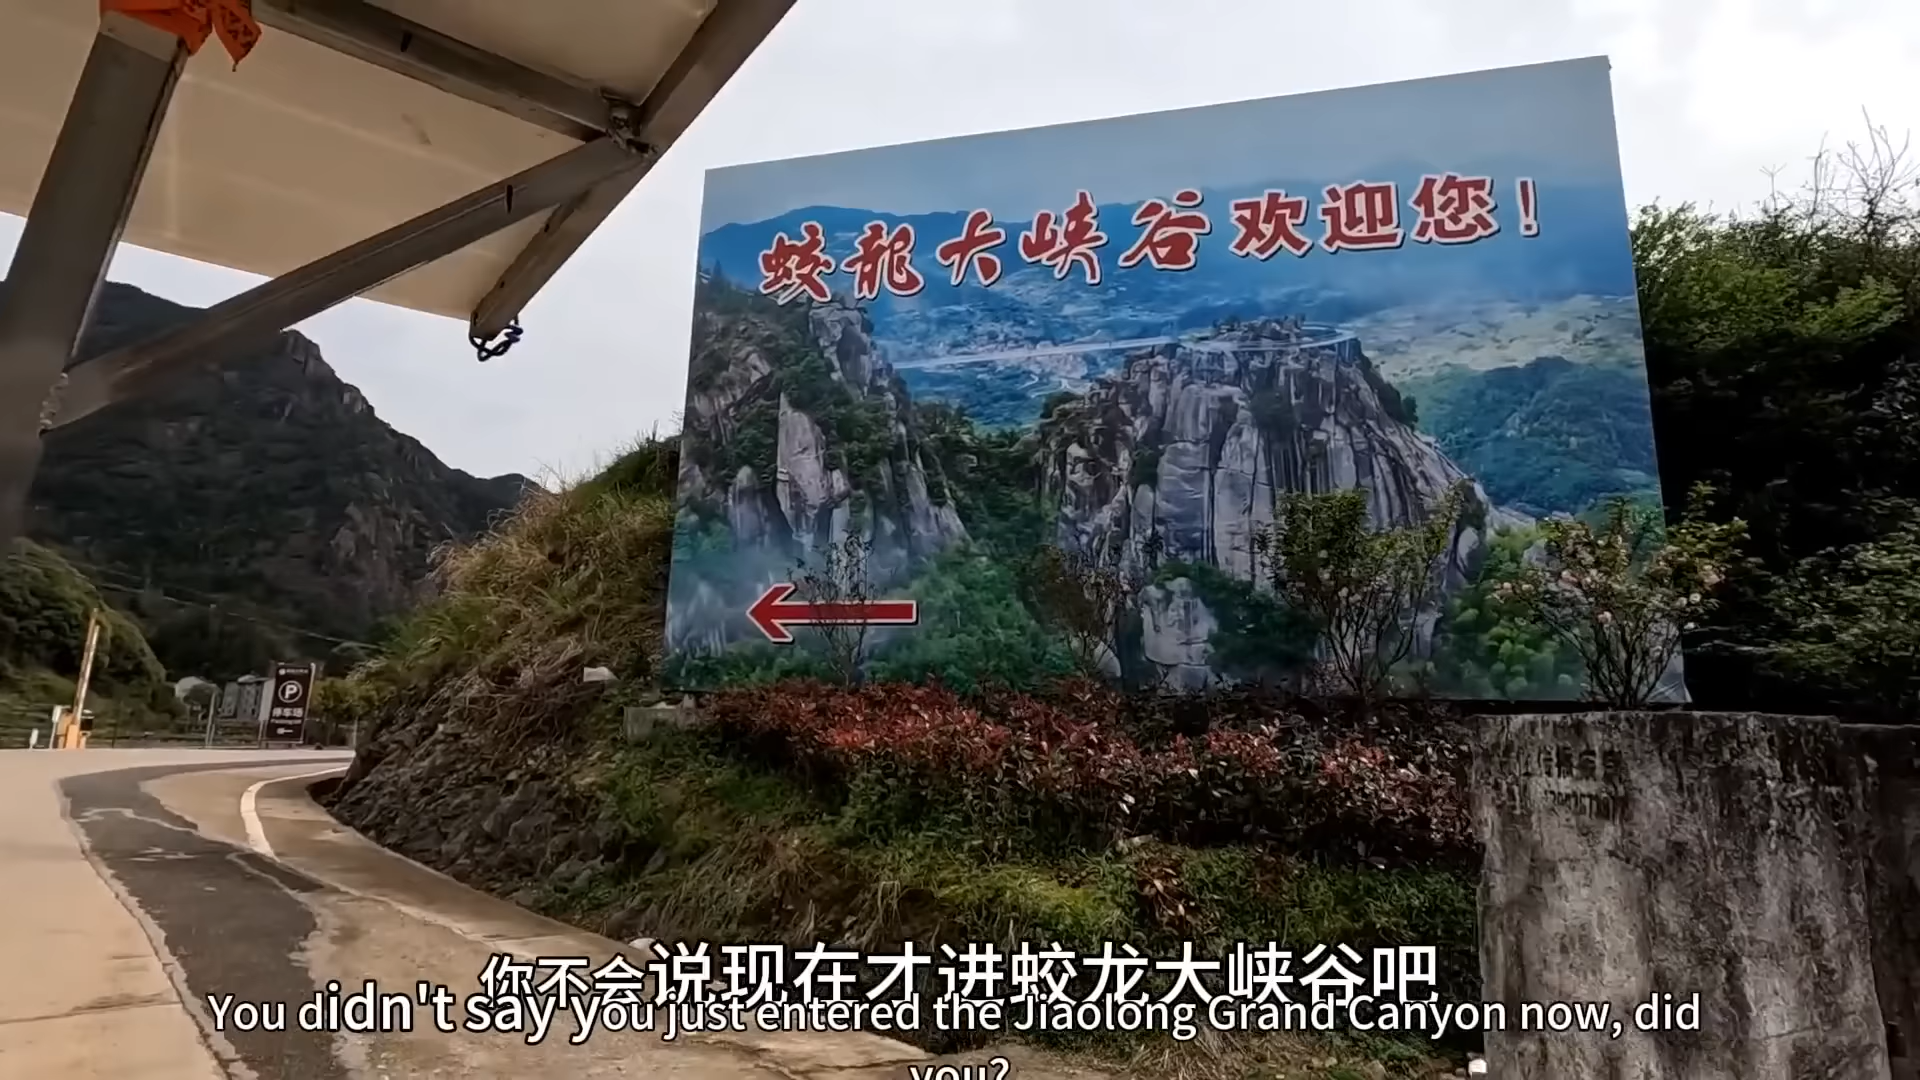 蛟龍大峡谷欢迎您！
P
停车场
你不会说现在才进蛟龙大峡谷吧
You didn't say you just entered the Jiaolong Grand Canyon now, did
you?